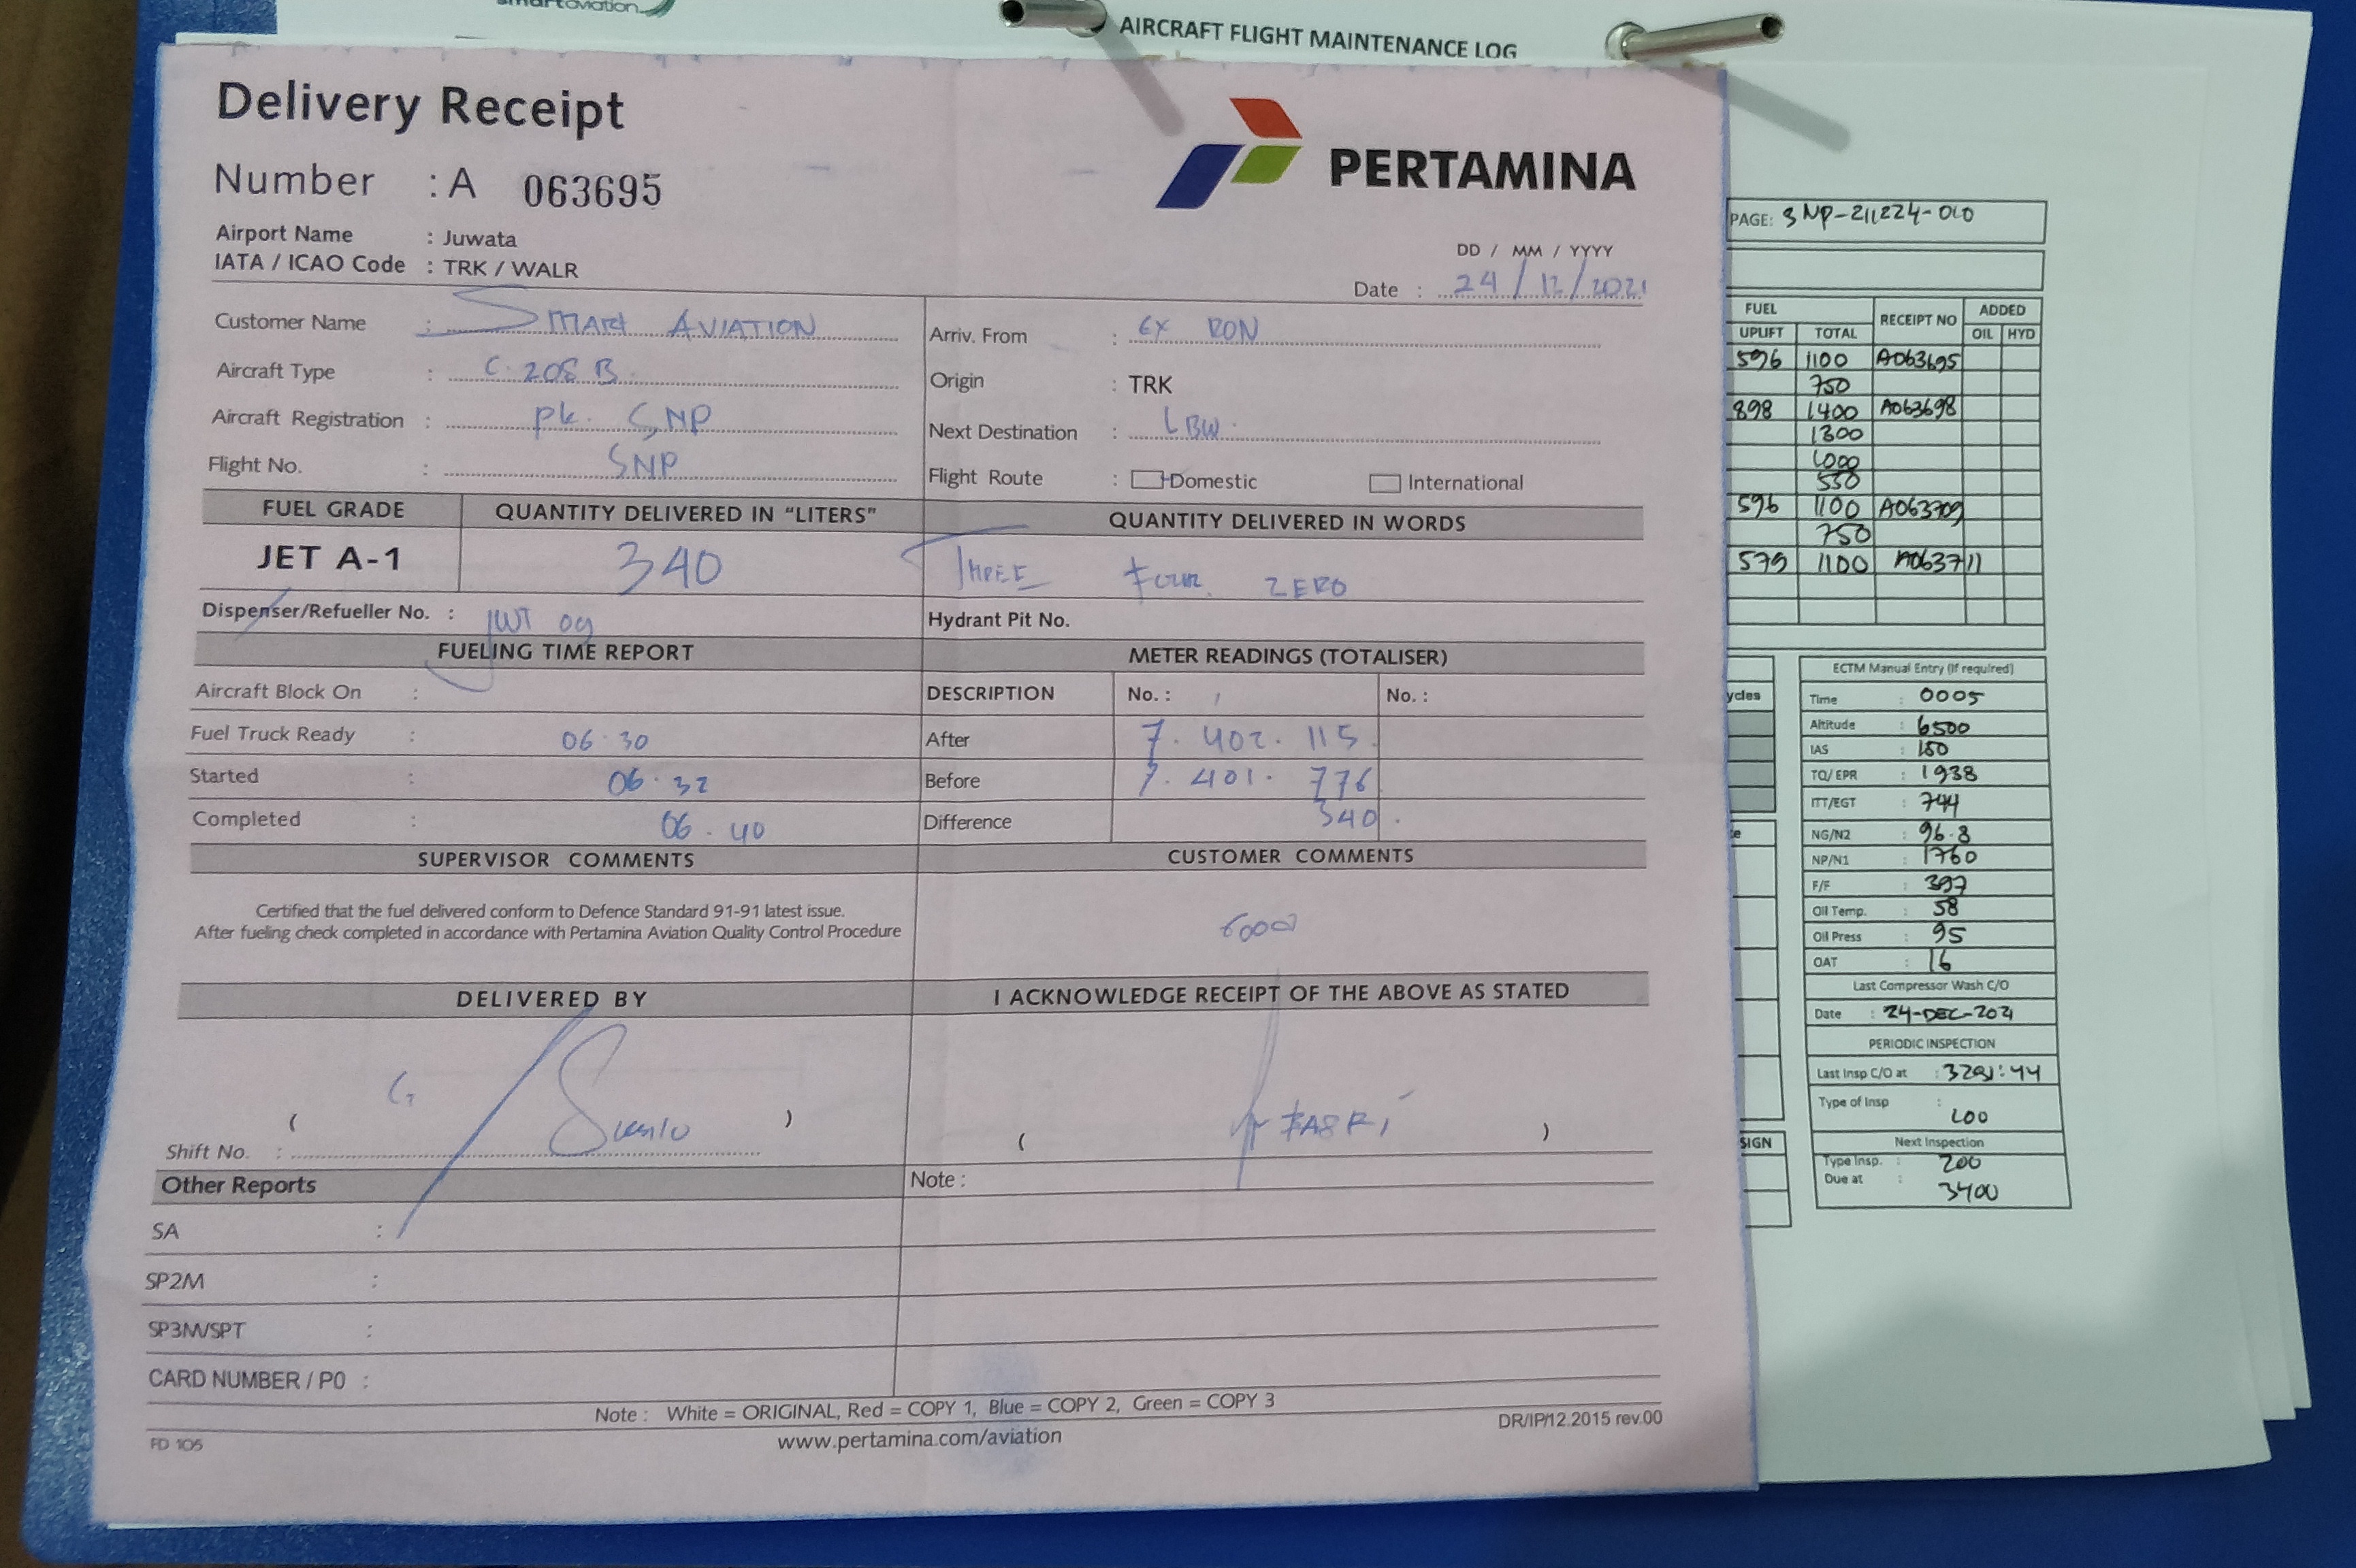 smartaviation
AIRCRAFT FLIGHT MAINTENANCE LOG
Delivery Receipt
Number : A 063695
PERTAMINA
Airport Name : Juwata
IATA / ICAO Code : TRK / WALR
DD / MM / YYYY
Date : 24/12/2021
Customer Name : SMART AVIATION
Aircraft Type : C 208 B
Aircraft Registration : PK. SNP
Flight No. : SNP
Arriv. From : EX RON
Origin : TRK
Next Destination : LBW.
Flight Route : Domestic International
FUEL GRADE QUANTITY DELIVERED IN "LITERS" QUANTITY DELIVERED IN WORDS
JET A-1 340 THREE FOUR ZERO
Dispenser/Refueller No. : JWT 09 Hydrant Pit No.
FUELING TIME REPORT METER READINGS (TOTALISER)
Aircraft Block On : DESCRIPTION No. : 1 No. :
Fuel Truck Ready : 06.30 After 7.402.115
Started : 06.32 Before 7.401.776
Completed : 06.40 Difference 340
SUPERVISOR COMMENTS CUSTOMER COMMENTS
Certified that the fuel delivered conform to Defence Standard 91-91 latest issue.
After fueling check completed in accordance with Pertamina Aviation Quality Control Procedure
GOOD
DELIVERED BY I ACKNOWLEDGE RECEIPT OF THE ABOVE AS STATED
( ) ( )
Shift No. :
Other Reports Note :
SA :
SP2M :
SP3M/SPT :
CARD NUMBER / P0 :
Note : White = ORIGINAL, Red = COPY 1, Blue = COPY 2, Green = COPY 3
FD 105 www.pertamina.com/aviation DR/IP/12.2015 rev.00
PAGE: SNP-211224-010
FUEL RECEIPT NO ADDED
UPLIFT TOTAL OIL HYD
596 1100 A063695
750
898 1400 A063698
1300
1000
550
596 1100 A063709
750
579 1100 A063711
ycles
ECTM Manual Entry (If required)
Time : 0005
Altitude : 6500
IAS : 150
TQ/ EPR : 1938
ITT/EGT : 744
NG/N2 : 96.8
NP/N1 : 1760
F/F : 397
Oil Temp. : 58
Oil Press : 95
OAT : 16
Last Compressor Wash C/O
Date : 24-DEC-2021
PERIODIC INSPECTION
Last Insp C/O at : 3291:44
Type of Insp :
100
SIGN
Next Inspection
Type Insp. : 200
Due at : 3400